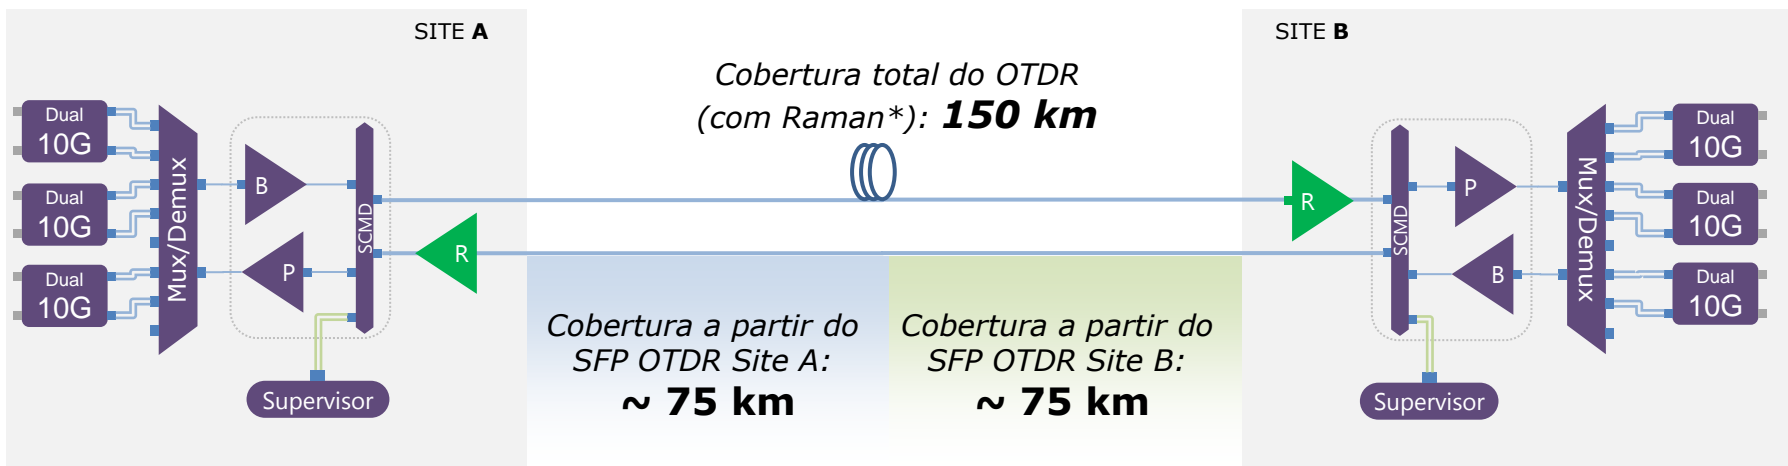 SITE A
SITE B
Cobertura total do OTDR
(com Raman*): 150 km
Dual
10G
Dual
10G
Dual
10G
Mux/Demux
B
P
SCMD
R
Supervisor
R
SCMD
P
B
Mux/Demux
Dual
10G
Dual
10G
Dual
10G
Supervisor
Cobertura a partir do
SFP OTDR Site A:
~ 75 km
Cobertura a partir do
SFP OTDR Site B:
~ 75 km